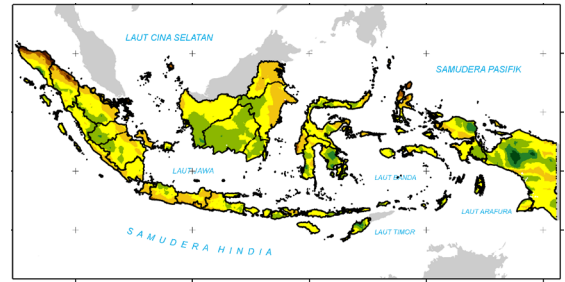 LAUT CINA SELATAN
SAMUDERA PASIFIK
LAUT JAWA
LAUT BANDA
LAUT ARAFURA
LAUT TIMOR
SAMUDERA HINDIA